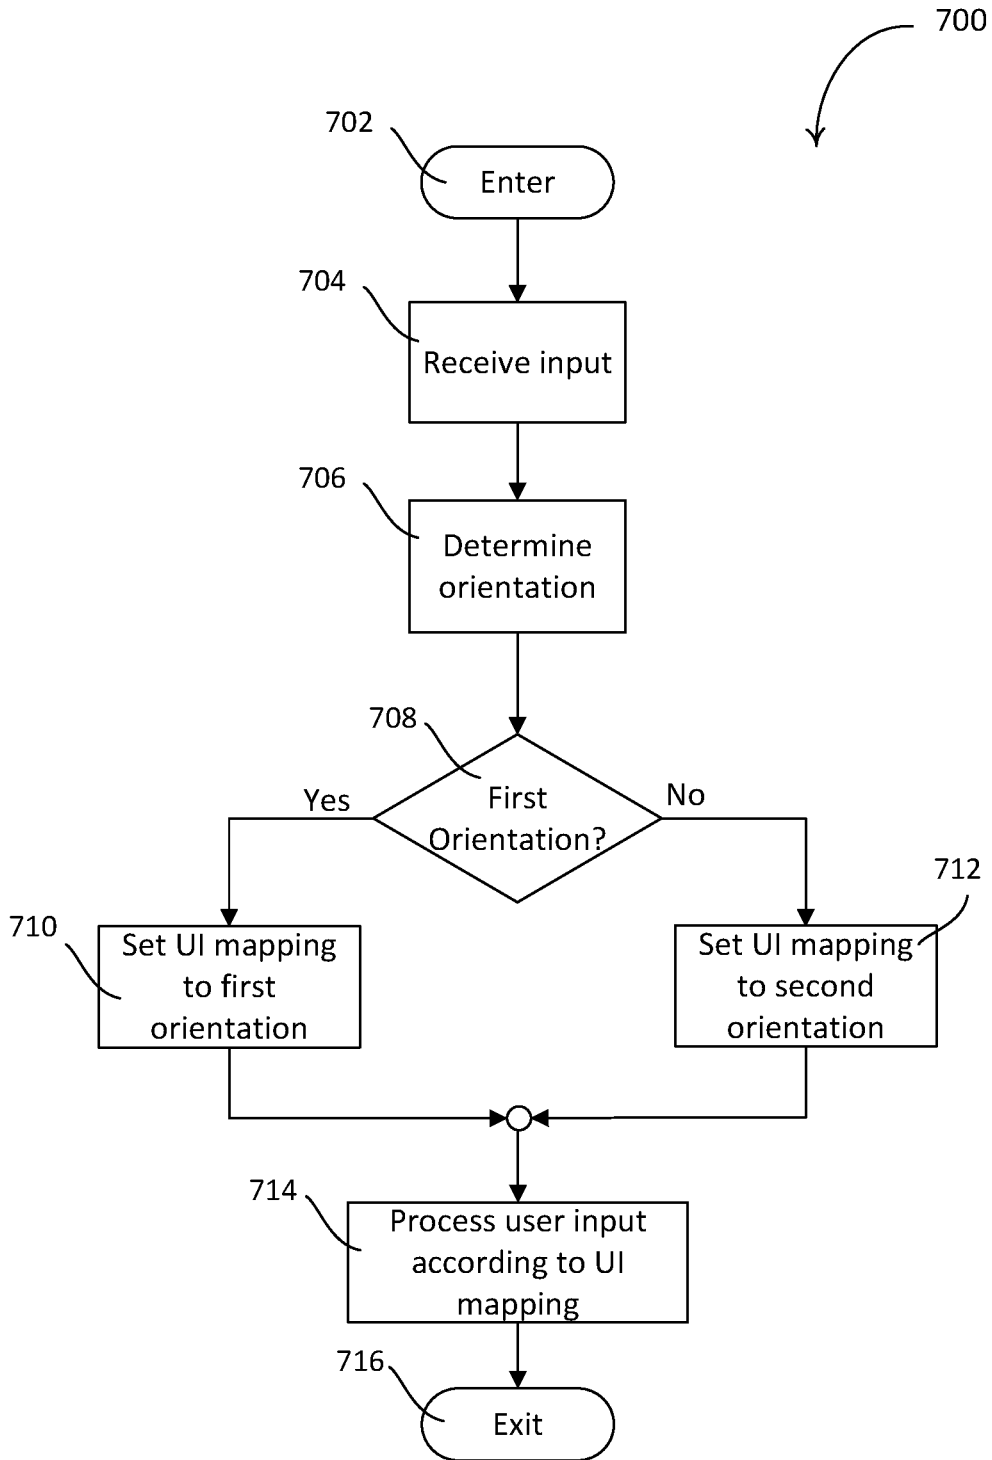 700
702
Enter
704
Receive input
706
Determine
orientation
708
First
Orientation?
Yes
No
710
Set UI mapping
to first
orientation
712
Set UI mapping
to second
orientation
714
Process user input
according to UI
mapping
716
Exit